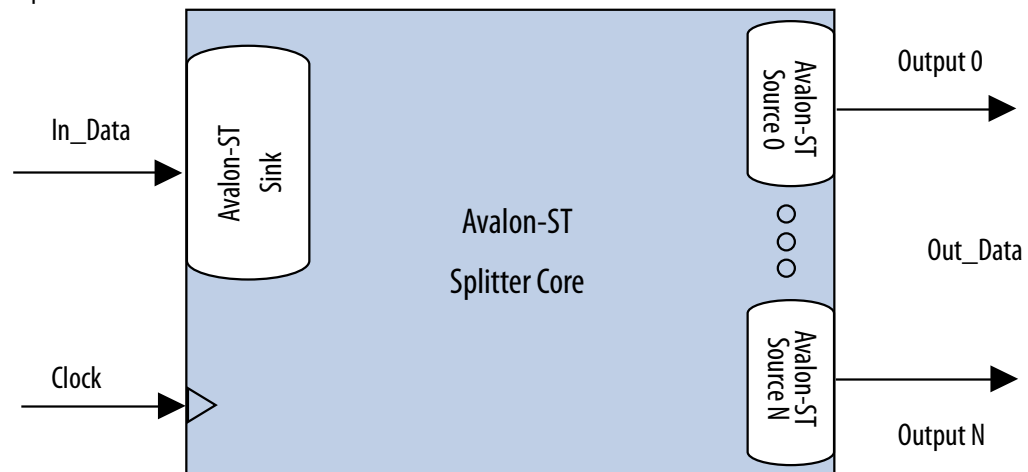 In_Data
Clock
Avalon-ST
Sink
Avalon-ST
Splitter Core
Avalon-ST
Source 0
Avalon-ST
Source N
Output 0
Out_Data
Output N